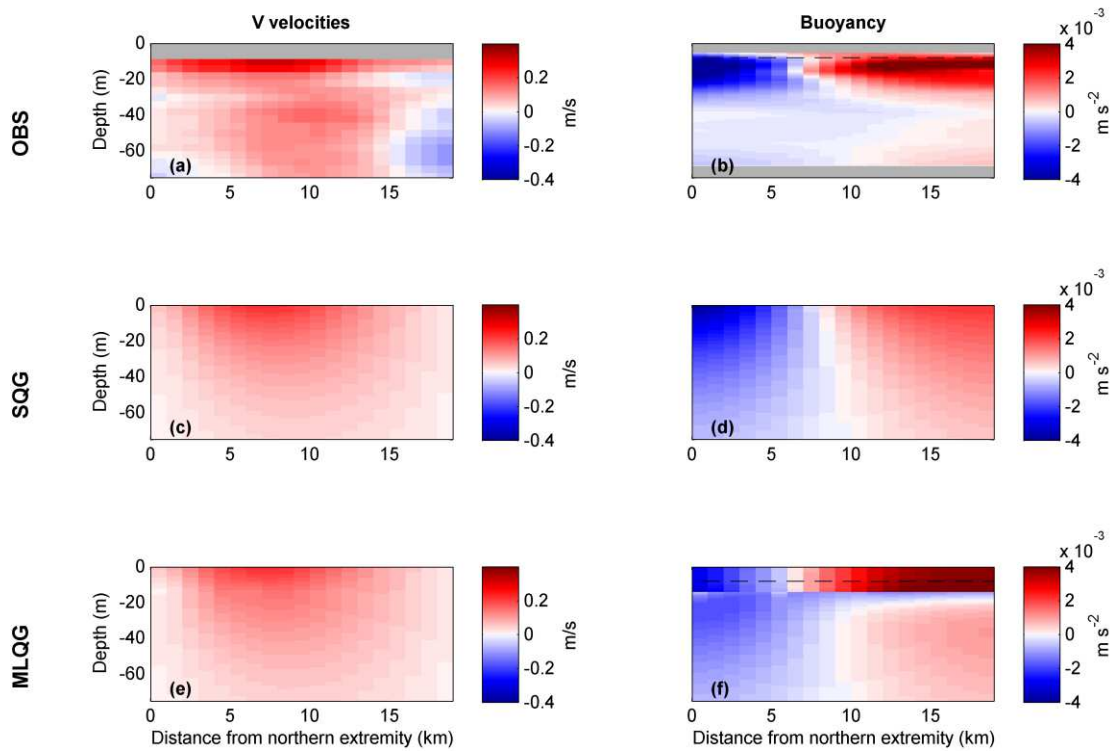 V velocities
Buoyancy
OBS
Depth (m)
0
-20
-40
-60
(a)
0 5 10 15
0.2
0
-0.2
-0.4
m/s
(b)
5 10 15
x 10 -3
4
2
0
-2
-4
m s -2
SQG
Depth (m)
0
-20
-40
-60
(c)
0 5 10 15
0.2
0
-0.2
-0.4
m/s
(d)
0 5 10 15
x 10 -3
4
2
0
-2
-4
m s -2
MLQG
Depth (m)
0
-20
-40
-60
(e)
0 5 10 15
Distance from northern extremity (km)
0.2
0
-0.2
-0.4
m/s
(f)
0 5 10 15
Distance from northern extremity (km)
x 10 -3
4
2
0
-2
-4
m s -2